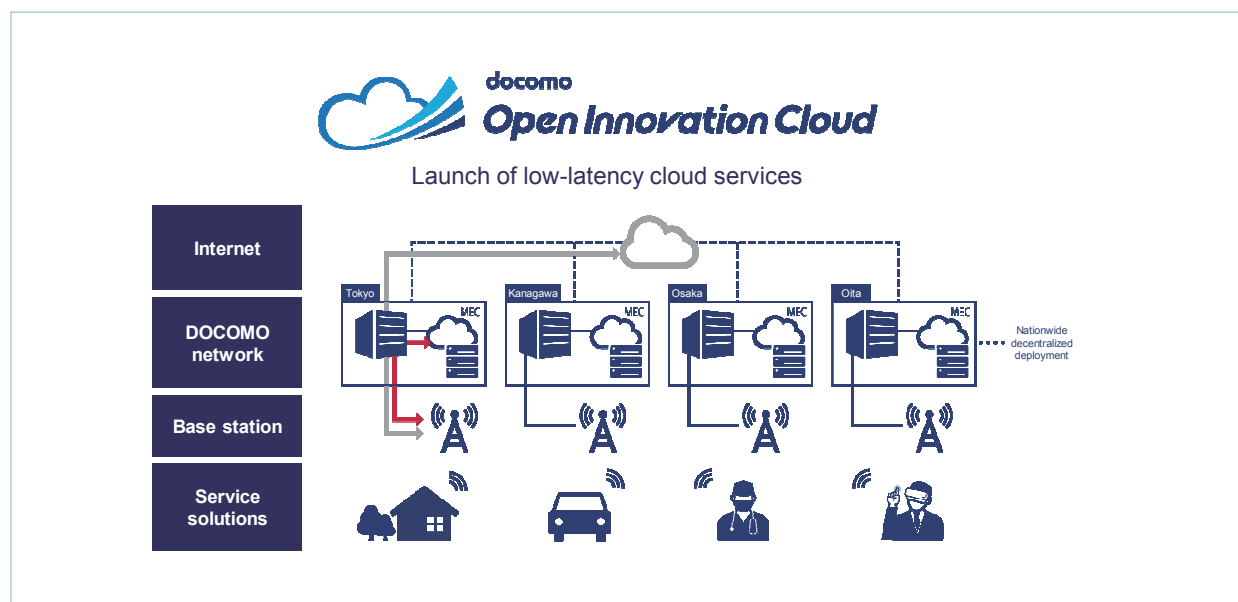 docomo
Open Innovation Cloud
Launch of low-latency cloud services
Internet
Tokyo
Kanagawa
Osaka
Oita
MEC
MEC
MEC
MEC
DOCOMO
network
Nationwide
decentralized
deployment
Base station
Service
solutions